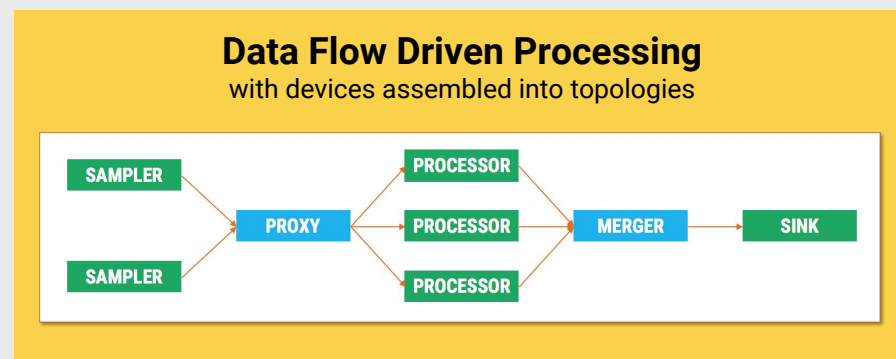 Data Flow Driven Processing
with devices assembled into topologies
SAMPLER
SAMPLER
PROXY
PROCESSOR
PROCESSOR
PROCESSOR
MERGER
SINK